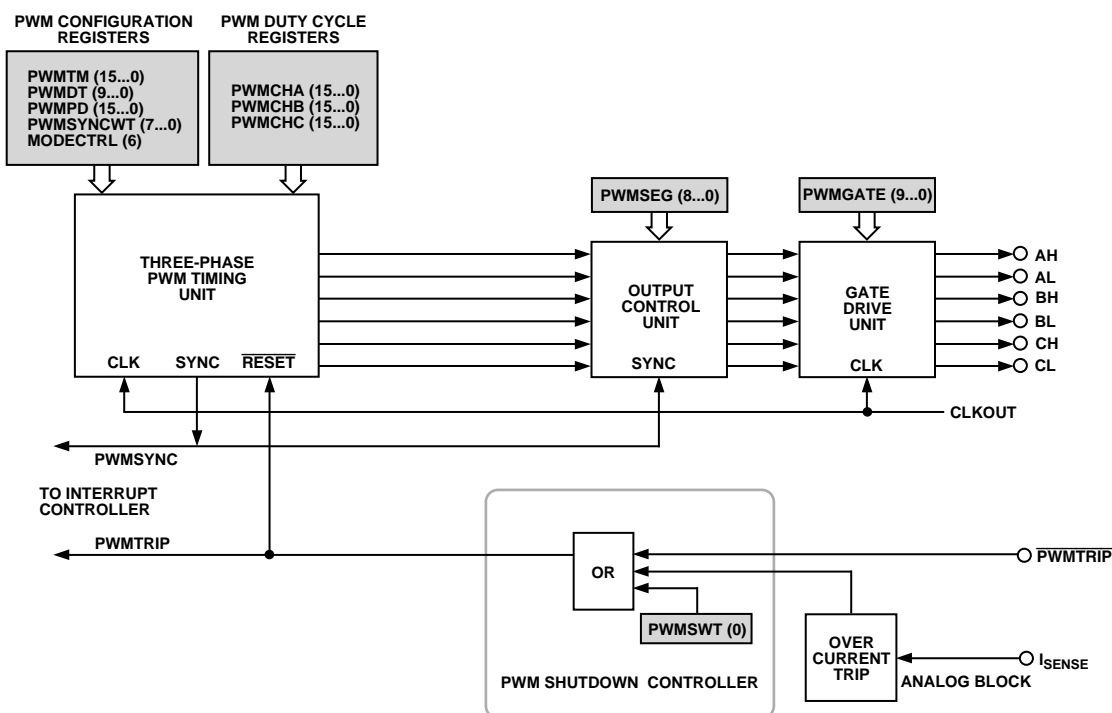 PWM CONFIGURATION
REGISTERS
PWM DUTY CYCLE
REGISTERS
PWMTM (15...0)
PWMDT (9...0)
PWMPD (15...0)
PWMSYNCWT (7...0)
MODECTRL (6)
PWMCHA (15...0)
PWMCHB (15...0)
PWMCHC (15...0)
PWMSEG (8...0)
PWMGATE (9...0)
THREE-PHASE
PWM TIMING
UNIT
CLK
SYNC
RESET
OUTPUT
CONTROL
UNIT
SYNC
GATE
DRIVE
UNIT
CLK
AH
AL
BH
BL
CH
CL
CLKOUT
PWMSYNC
TO INTERRUPT
CONTROLLER
PWMTRIP
OR
PWMTRIP
PWMSWT (0)
OVER
CURRENT
TRIP
ISENSE
ANALOG BLOCK
PWM SHUTDOWN CONTROLLER